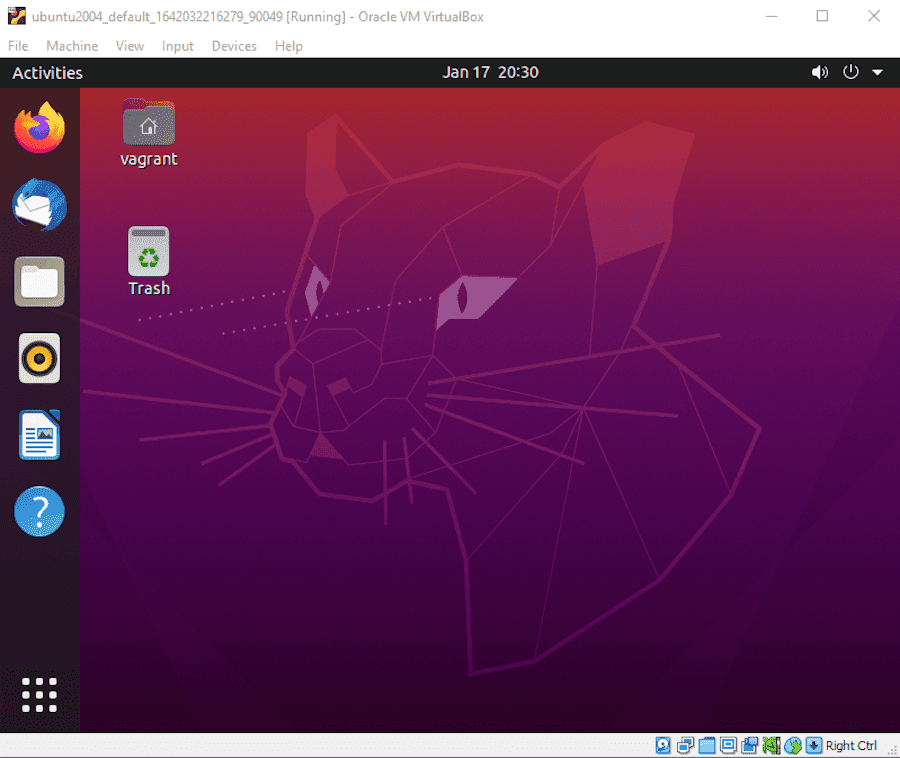 ubuntu2004_default_1642032216279_90049 [Running] - Oracle VM VirtualBox
File Machine View Input Devices Help
Activities Jan 17 20:30
vagrant
Trash
?
Right Ctrl